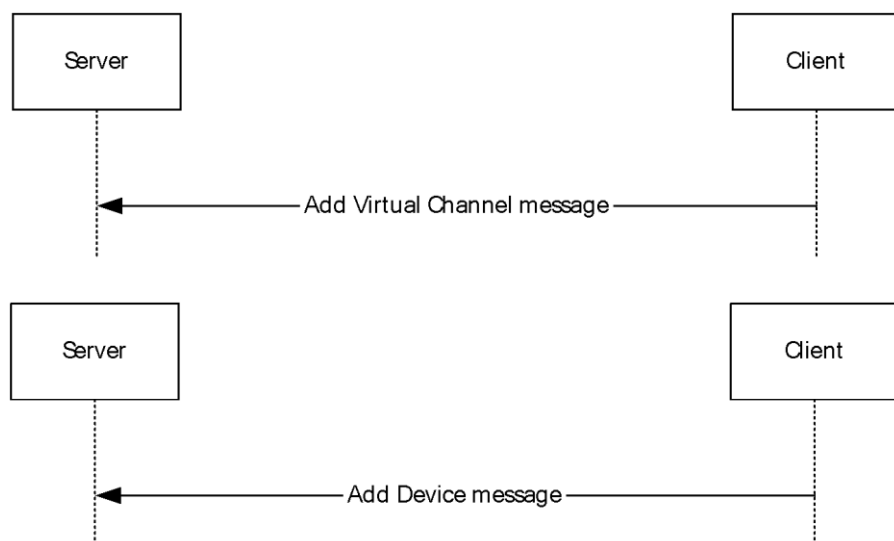 Server
Client
Add Virtual Channel message
Server
Client
Add Device message